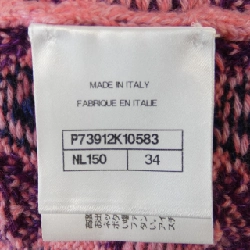 MADE IN ITALY
FABRIQUE EN ITALIE
P73912K10583
NL150
34